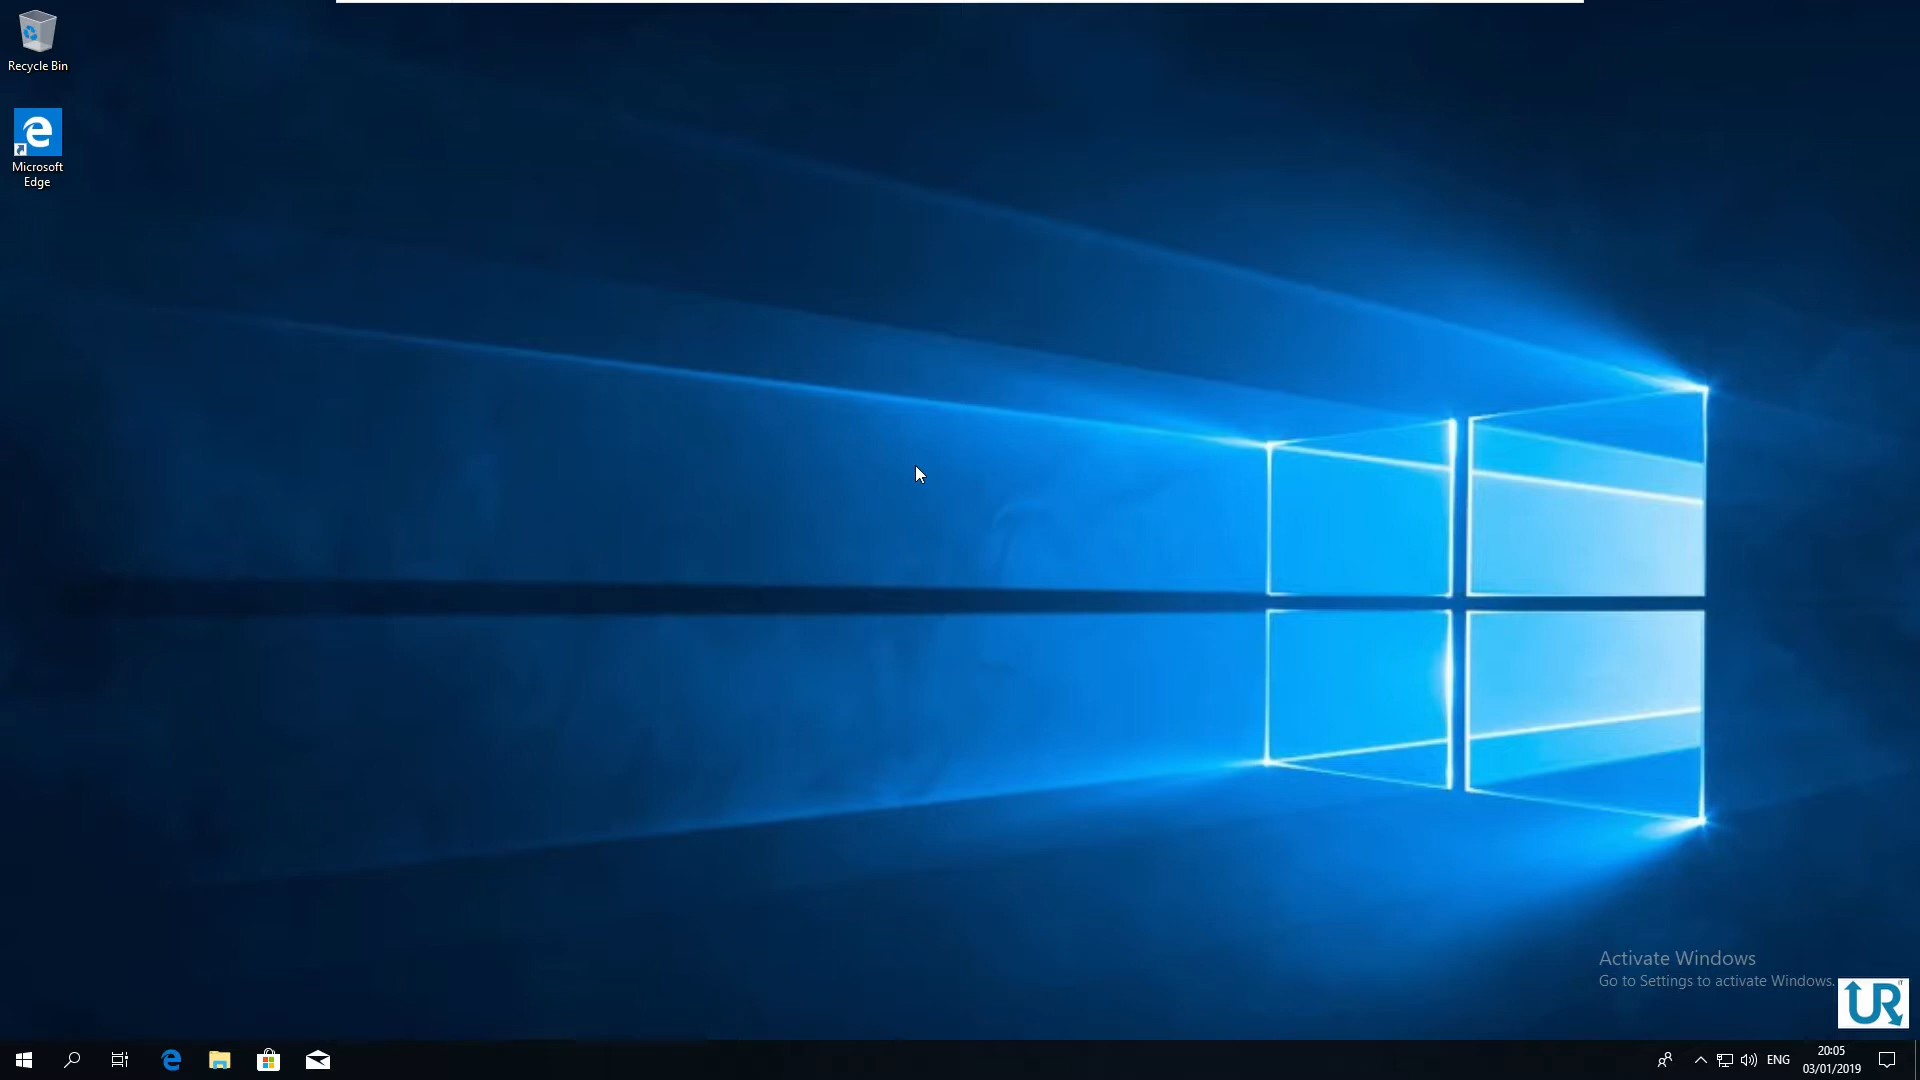 Recycle Bin
Microsoft
Edge
Activate Windows
Go to Settings to activate Windows.
UR IT
ENG
20:05
03/01/2019